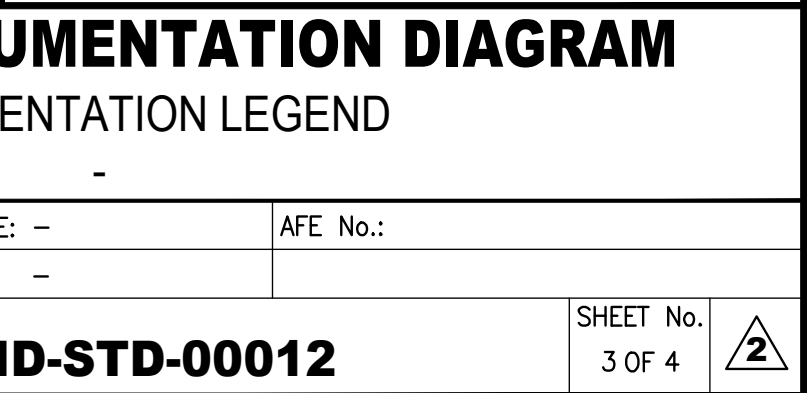 UMENTATION DIAGRAM
ENTATION LEGEND
-
E: –
AFE No.:
–
SHEET No.
3 OF 4
2
ID-STD-00012